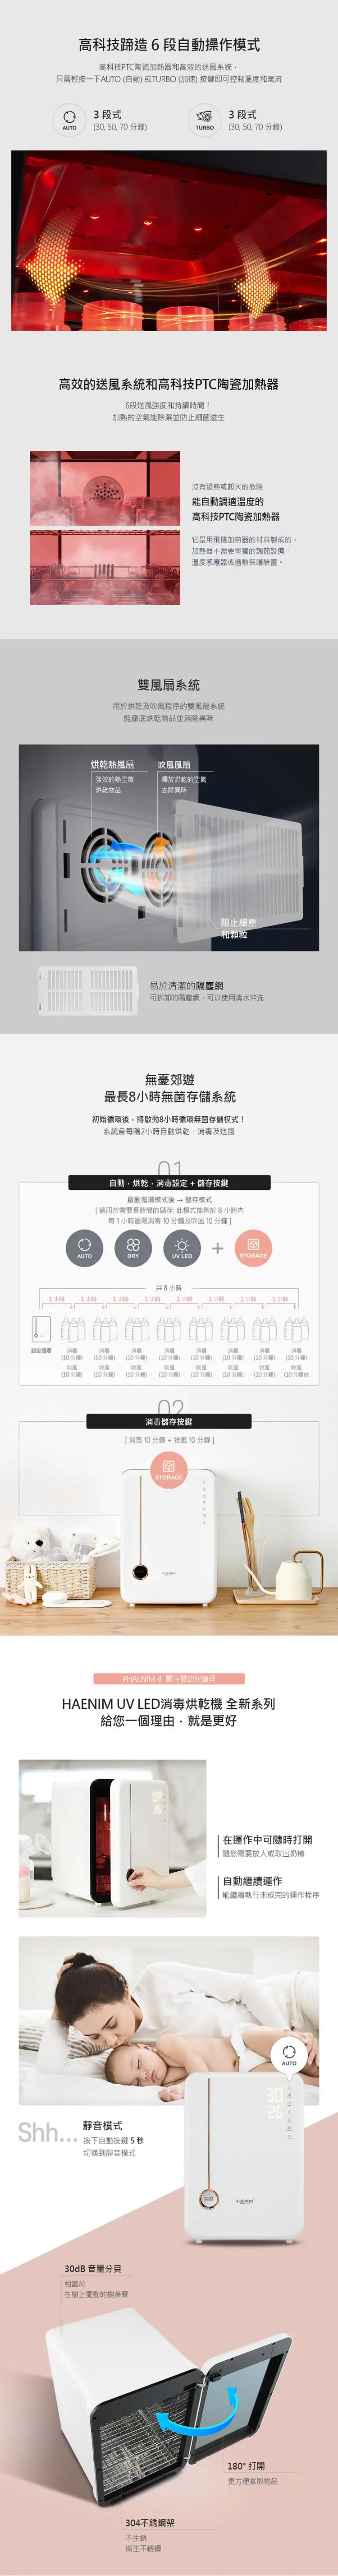 高科技蹄造 6 段自動操作模式
高科技PTC陶瓷加熱器和高效的送風系統，
只需輕按一下AUTO (自動) 或TURBO (加速) 按鍵即可控制溫度和氣流
AUTO
3 段式
(30, 50, 70 分鐘)
TURBO
3 段式
(30, 50, 70 分鐘)
高效的送風系統和高科技PTC陶瓷加熱器
6段送風強度和持續時間！
加熱的空氣能除濕並防止細菌滋生
沒有過熱或起火的危險
能自動調適溫度的
高科技PTC陶瓷加熱器
它是用飛機加熱器的材料製成的。
加熱器不需要單獨的調節設備、
溫度感應器或過熱保護裝置。
雙風扇系統
用於烘乾及吹風程序的雙風扇系統
能徹底烘乾物品並消除異味
烘乾熱風扇
強效的熱空氣
烘乾物品
吹風風扇
釋放烘乾的空氣
去除異味
阻止細塵
和顆粒
易於清潔的隔塵網
可拆卸的隔塵網，可以使用清水沖洗
無憂郊遊
最長8小時無菌存儲系統
初始循環後，將啟動8小時循環無菌存儲模式！
系統會每隔2小時自動烘乾、消毒及送風
01
自動，烘乾，消毒設定 + 儲存按鍵
啟動循環模式後 → 儲存模式
[ 適用於需要長時間的儲存, 此模式能夠於 8 小時內
每 1 小時循環消毒 10 分鐘及吹風 10 分鐘 ]
AUTO
DRY
UV LED
+
STORAGE
共 8 小時
1 小時 1 小時 1 小時 1 小時 1 小時 1 小時 1 小時 1 小時
設定循環 消毒 消毒 消毒 消毒 消毒 消毒 消毒 消毒
(10 分鐘) (10 分鐘) (10 分鐘) (10 分鐘) (10 分鐘) (10 分鐘) (10 分鐘) (10 分鐘)
吹風 吹風 吹風 吹風 吹風 吹風 吹風 吹風
(10 分鐘) (10 分鐘) (10 分鐘) (10 分鐘) (10 分鐘) (10 分鐘) (10 分鐘)
02
消毒儲存按鍵
[ 消毒 10 分鐘 + 送風 10 分鐘 ]
STORAGE
HAENIM UV LED消毒烘乾機 全新系列
給您一個理由，就是更好
在運作中可隨時打開
隨您需要放入或取出奶樽
自動繼續運作
能繼續執行未成完的運作程序
AUTO
30
26
Shh...
靜音模式
按下自動按鍵 5 秒
切換到靜音模式
30dB 音量分貝
相當於
在樹上擺動的樹葉聲
180° 打開
更方便拿取物品
304不銹鋼架
不生銹
衛生不銹鋼